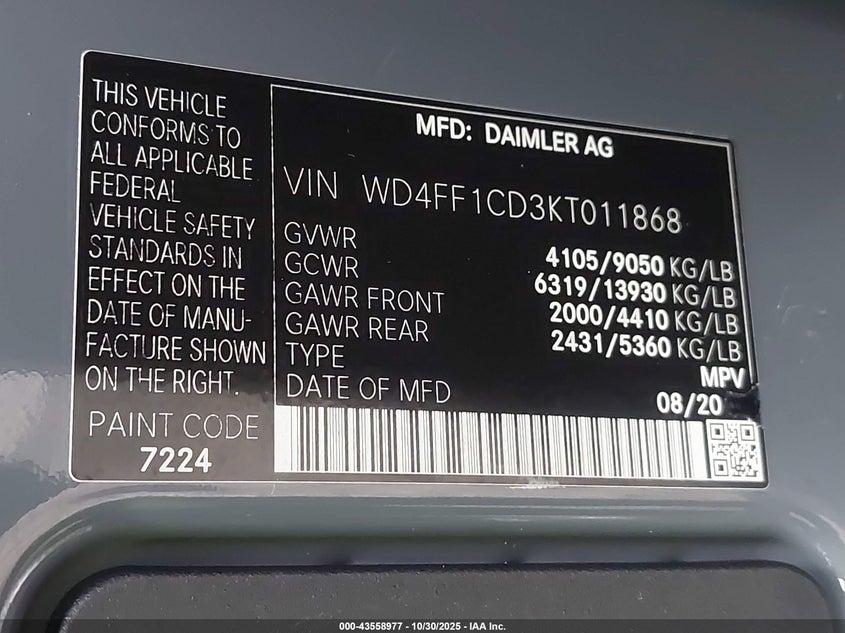 THIS VEHICLE
CONFORMS TO
ALL APPLICABLE
FEDERAL
VEHICLE SAFETY
STANDARDS IN
EFFECT ON THE
DATE OF MANU-
FACTURE SHOWN
ON THE RIGHT.
PAINT CODE
7224
MFD: DAIMLER AG
VIN WD4FF1CD3KT011868
GVWR 4105/9050 KG/LB
GCWR 6319/13930 KG/LB
GAWR FRONT 2000/4410 KG/LB
GAWR REAR 2431/5360 KG/LB
TYPE MPV
DATE OF MFD 08/20
000-43558977 - 10/30/2025 - IAA Inc.